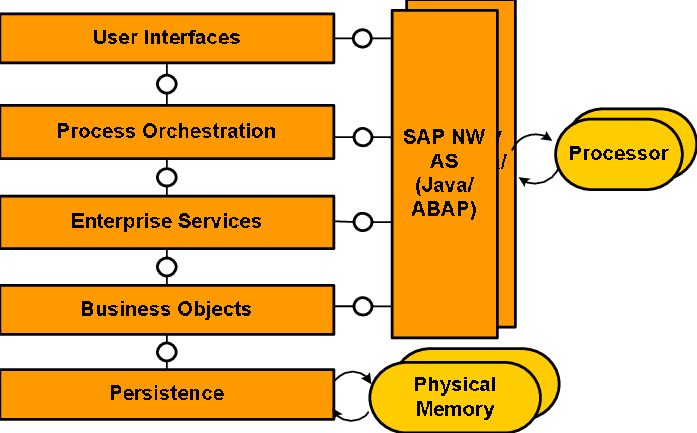 User Interfaces
Process Orchestration
Enterprise Services
Business Objects
Persistence
SAP NW
AS
(Java/
ABAP)
Processor
Physical
Memory